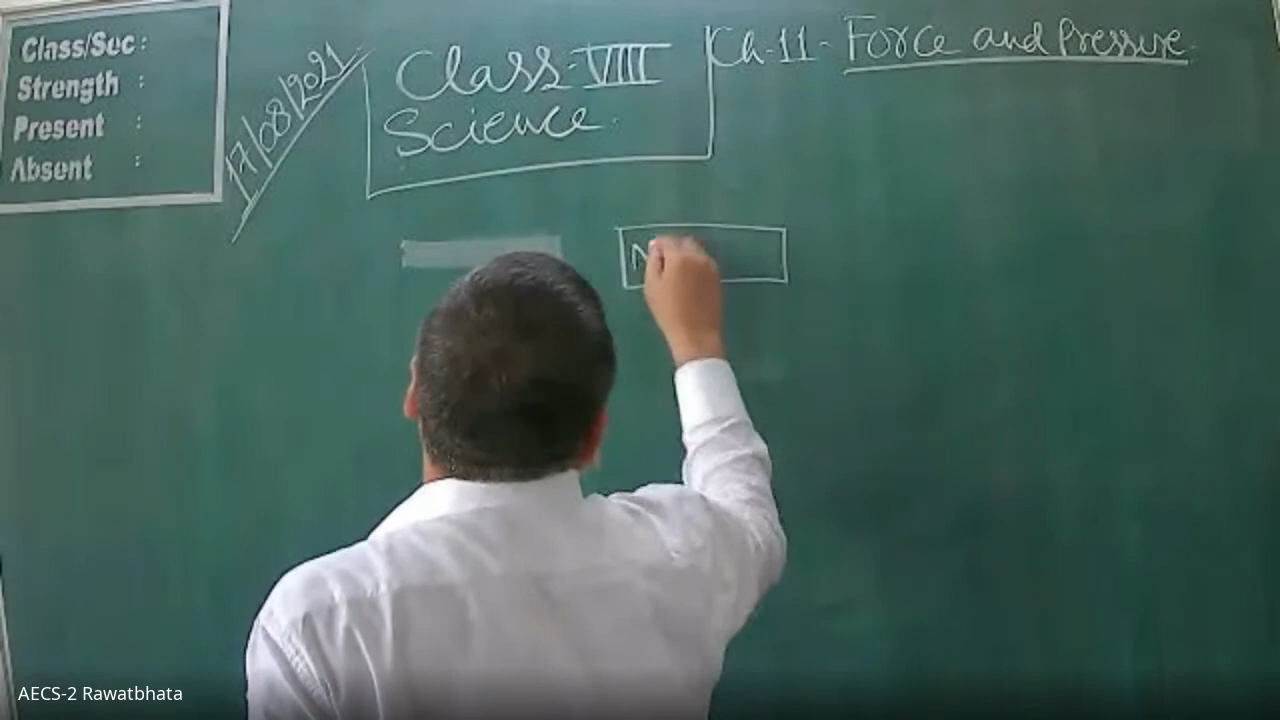 Class/Sec :
Strength :
Present :
Absent :
17/08/2021
Class-VIII
Science.
Ch-11- Force and Pressure.
N
AECS-2 Rawatbhata